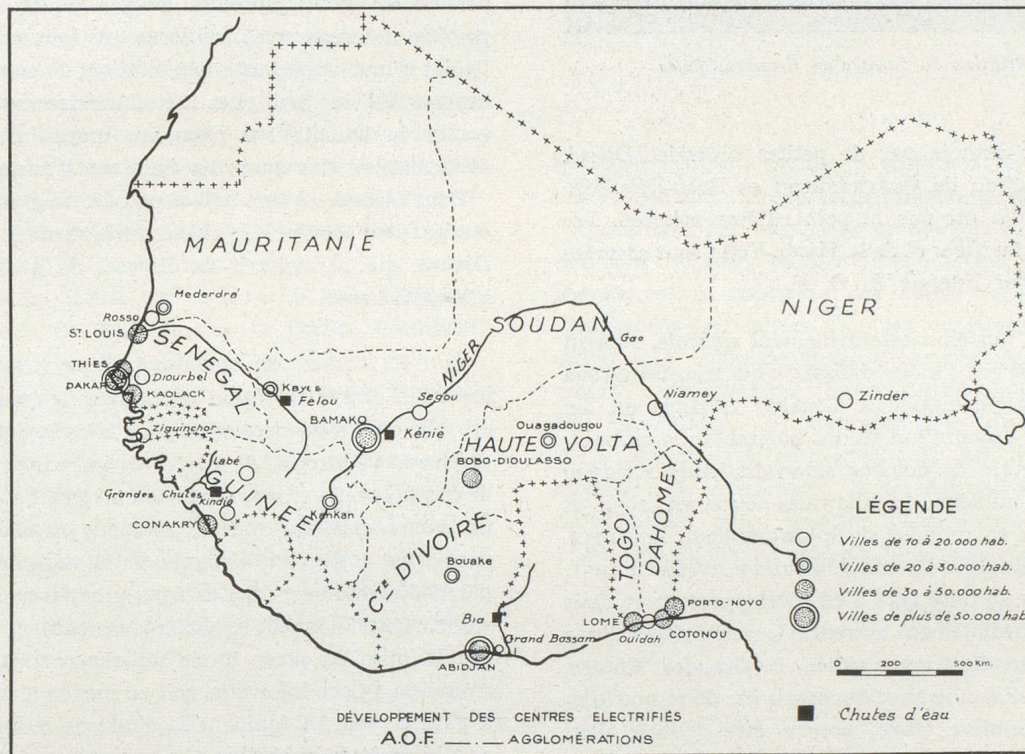 MAURITANIE
Mederdra
Rosso
ST LOUIS
SENEGAL
THIES
DAKAR
Diourbel
KAOLACK
Ziguinchor
Kayes
Félou
SOUDAN
NIGER
Gao
NIGER
Segou
BAMAKO
Kénie
Niamey
Zinder
Ouagadougou
HAUTE VOLTA
BOBO-DIOULASSO
Labé
GUINEE
Grandes Chutes
Kindia
CONAKRY
Kankan
Cte D'IVOIRE
Bouake
TOGO
DAHOMEY
Bia
Grand Bassam
ABIDJAN
LOME
Ouidah
COTONOU
PORTO-NOVO
LÉGENDE
Villes de 10 à 20.000 hab.
Villes de 20 à 30.000 hab.
Villes de 30 à 50.000 hab.
Villes de plus de 50.000 hab.
0 200 500 Km.
Chutes d'eau
DÉVELOPPEMENT DES CENTRES ELECTRIFIÉS
A.O.F. AGGLOMÉRATIONS